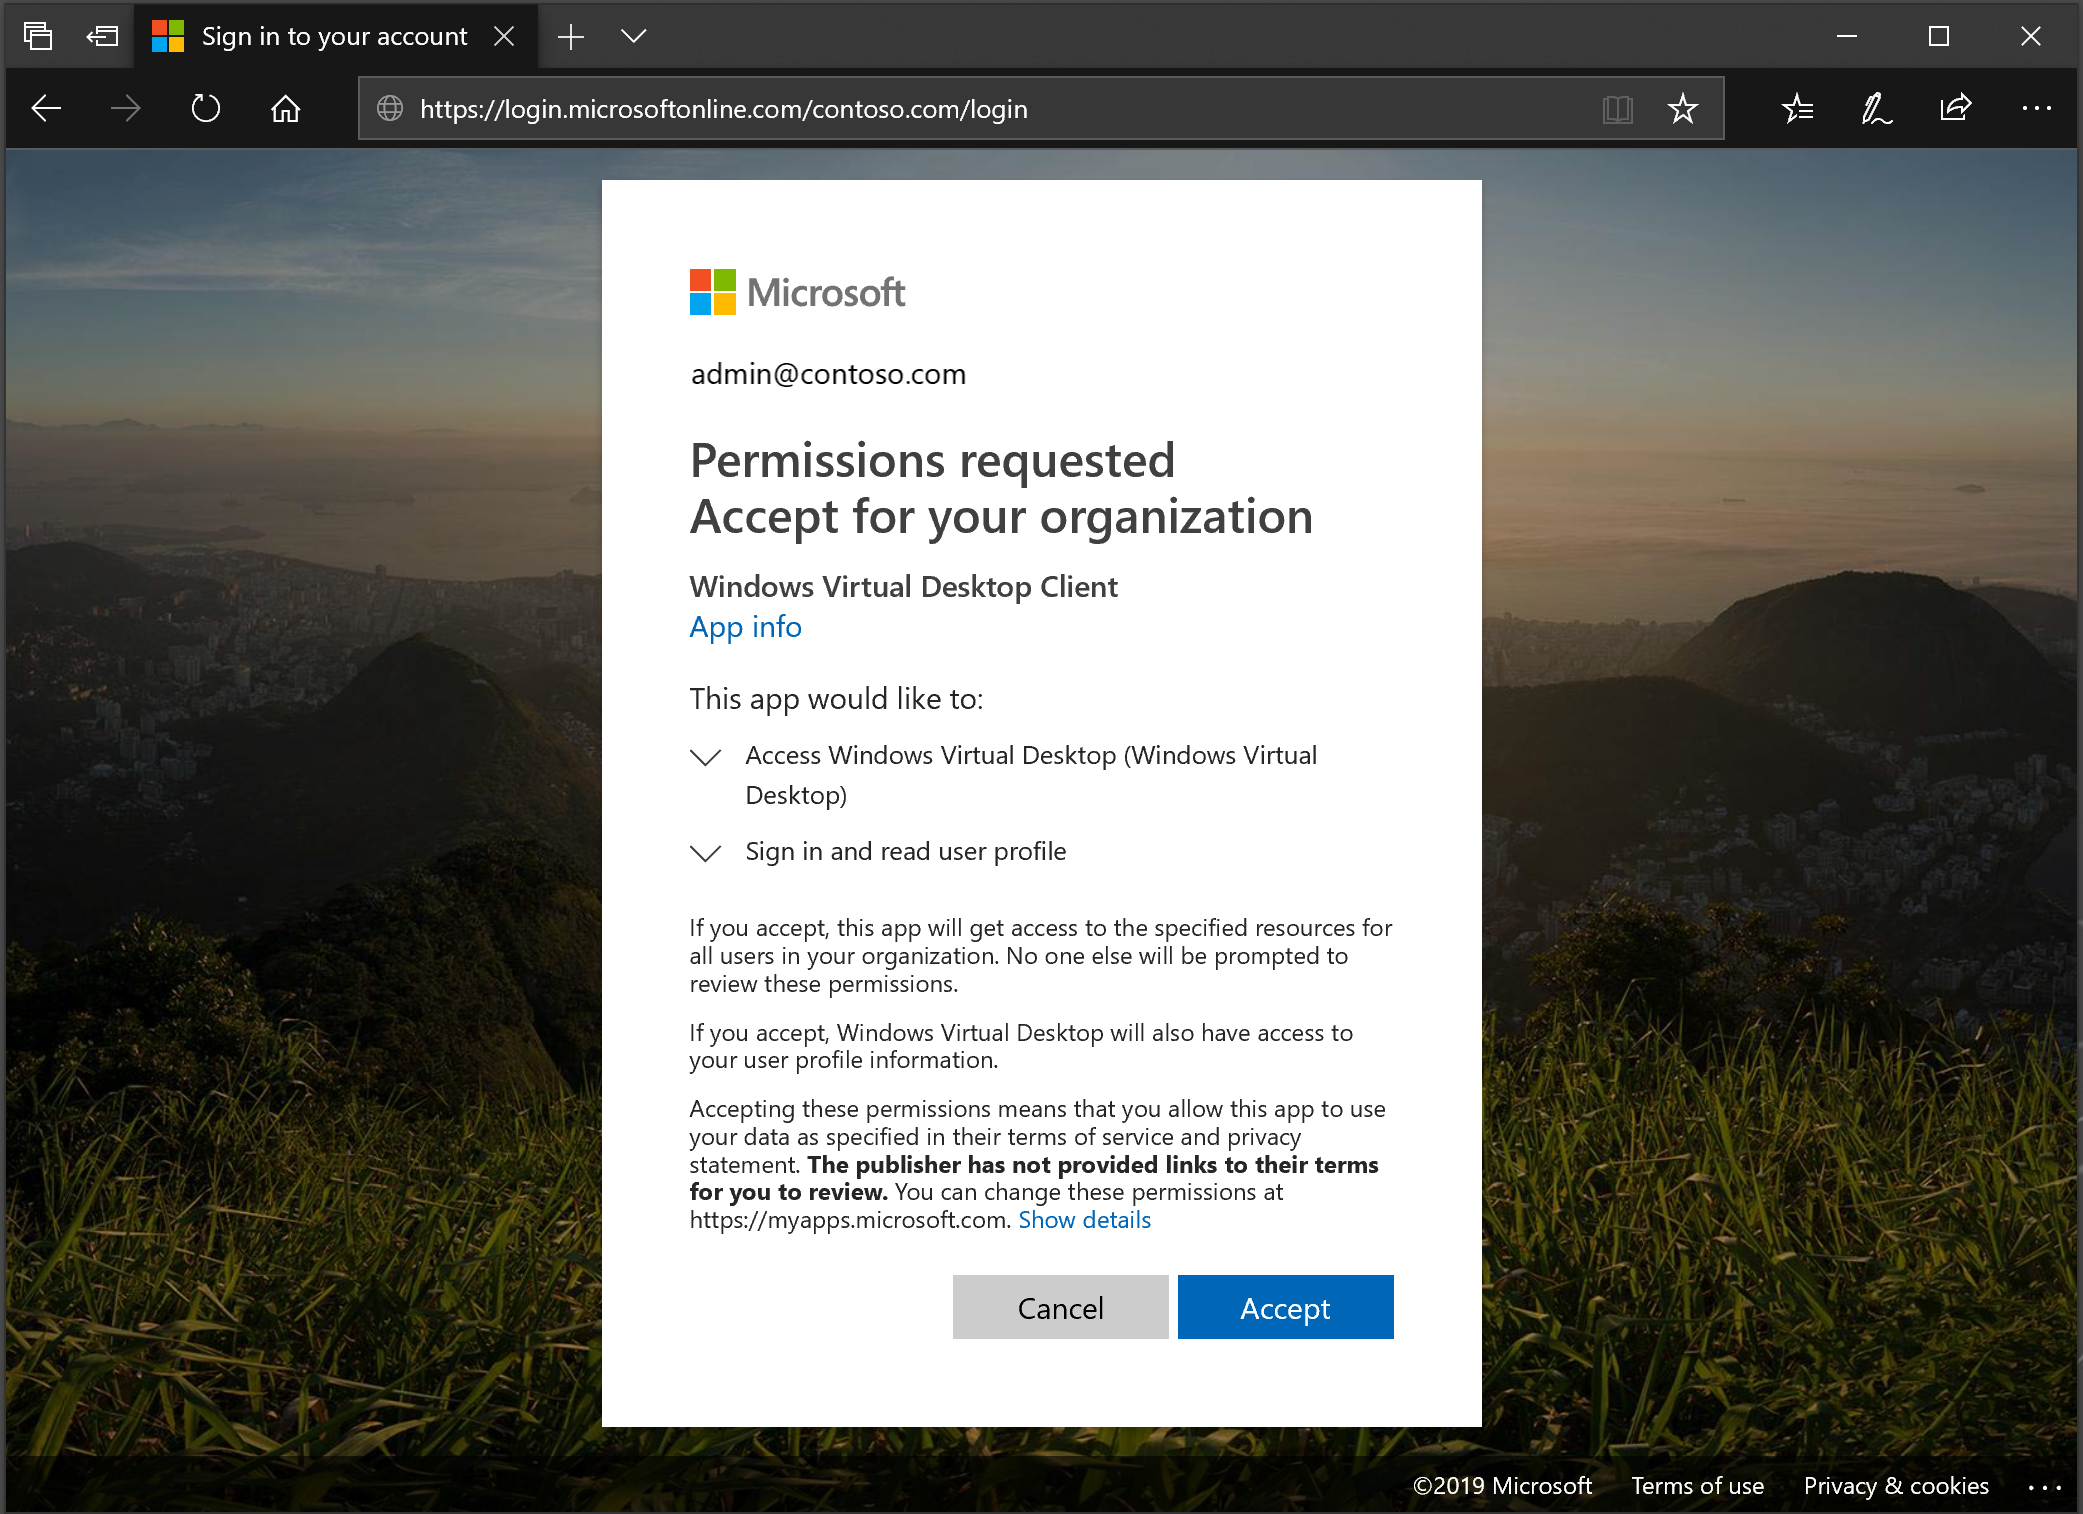 Sign in to your account
https://login.microsoftonline.com/contoso.com/login
Microsoft
admin@contoso.com
Permissions requested
Accept for your organization
Windows Virtual Desktop Client
App info
This app would like to:
Access Windows Virtual Desktop (Windows Virtual
Desktop)
Sign in and read user profile
If you accept, this app will get access to the specified resources for
all users in your organization. No one else will be prompted to
review these permissions.
If you accept, Windows Virtual Desktop will also have access to
your user profile information.
Accepting these permissions means that you allow this app to use
your data as specified in their terms of service and privacy
statement. The publisher has not provided links to their terms
for you to review. You can change these permissions at
https://myapps.microsoft.com. Show details
Cancel
Accept
©2019 Microsoft
Terms of use
Privacy & cookies